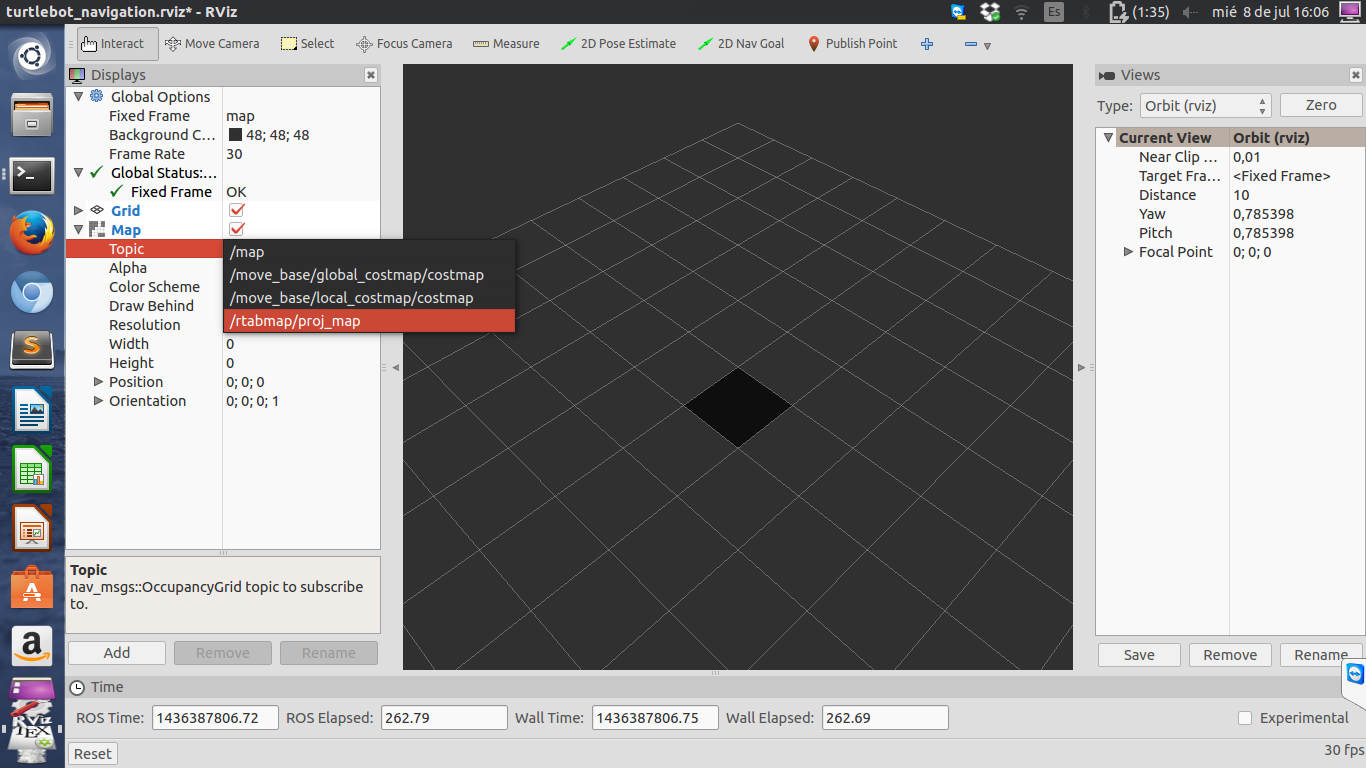 turtlebot_navigation.rviz* - RViz
Es
(1:35)
mié 8 de jul 16:06
Interact
Move Camera
Select
Focus Camera
Measure
2D Pose Estimate
2D Nav Goal
Publish Point
Displays
Global Options
Fixed Frame map
Background C... 48; 48; 48
Frame Rate 30
Global Status:...
Fixed Frame OK
Grid
Map
Topic
Alpha
Color Scheme
Draw Behind
Resolution
Width 0
Height 0
Position 0; 0; 0
Orientation 0; 0; 0; 1
/map
/move_base/global_costmap/costmap
/move_base/local_costmap/costmap
/rtabmap/proj_map
Topic
nav_msgs::OccupancyGrid topic to subscribe
to.
Add
Remove
Rename
Views
Type: Orbit (rviz)
Zero
Current View Orbit (rviz)
Near Clip ... 0,01
Target Fra... <Fixed Frame>
Distance 10
Yaw 0,785398
Pitch 0,785398
Focal Point 0; 0; 0
Save
Remove
Rename
Time
ROS Time: 1436387806.72
ROS Elapsed: 262.79
Wall Time: 1436387806.75
Wall Elapsed: 262.69
Experimental
Reset
30 fps
S
a
RViz
TEX